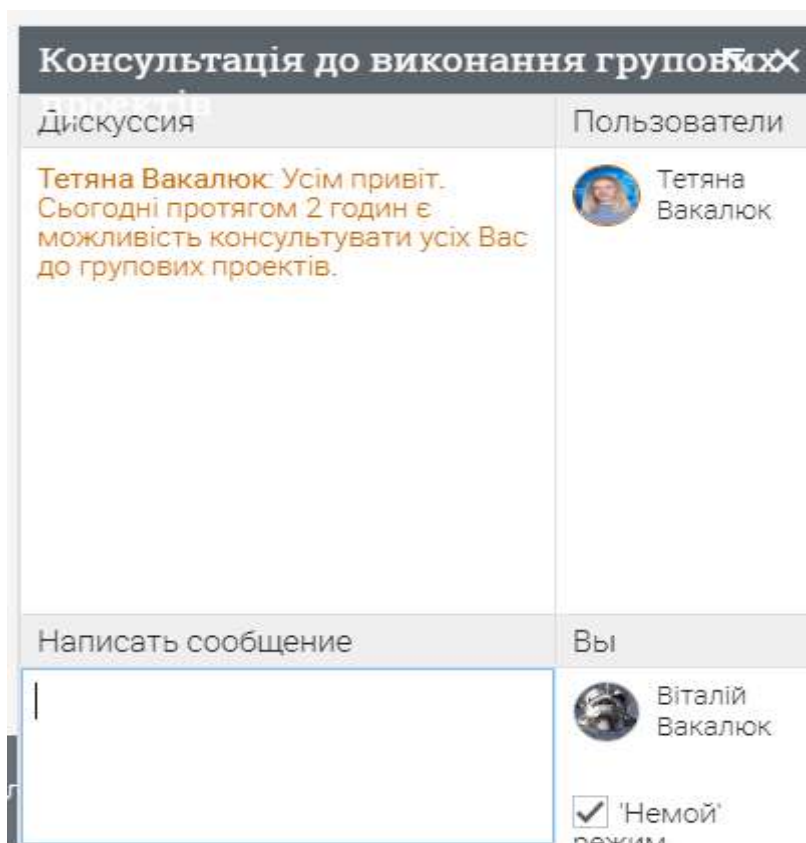 Консультація до виконання групових
проектів
Дискуссия
Пользователи
Тетяна Вакалюк: Усім привіт.
Сьогодні протягом 2 годин є
можливість консультувати усіх Вас
до групових проектів.
Тетяна
Вакалюк
Написать сообщение
Вы
Віталій
Вакалюк
'Немой'
режим